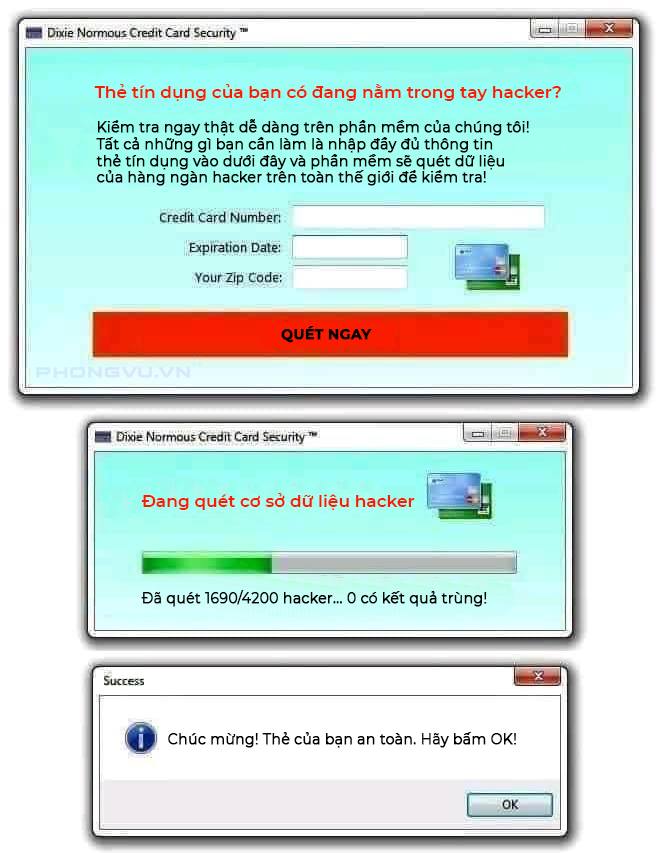 Dixie Normous Credit Card Security ™
Thẻ tín dụng của bạn có đang nằm trong tay hacker?
Kiểm tra ngay thật dễ dàng trên phần mềm của chúng tôi!
Tất cả những gì bạn cần làm là nhập đầy đủ thông tin
thẻ tín dụng vào dưới đây và phần mềm sẽ quét dữ liệu
của hàng ngàn hacker trên toàn thế giới để kiểm tra!
Credit Card Number:
Expiration Date:
Your Zip Code:
QUÉT NGAY
PHONGVU.VN
Dixie Normous Credit Card Security ™
Đang quét cơ sở dữ liệu hacker
Đã quét 1690/4200 hacker... 0 có kết quả trùng!
Success
Chúc mừng! Thẻ của bạn an toàn. Hãy bấm OK!
OK